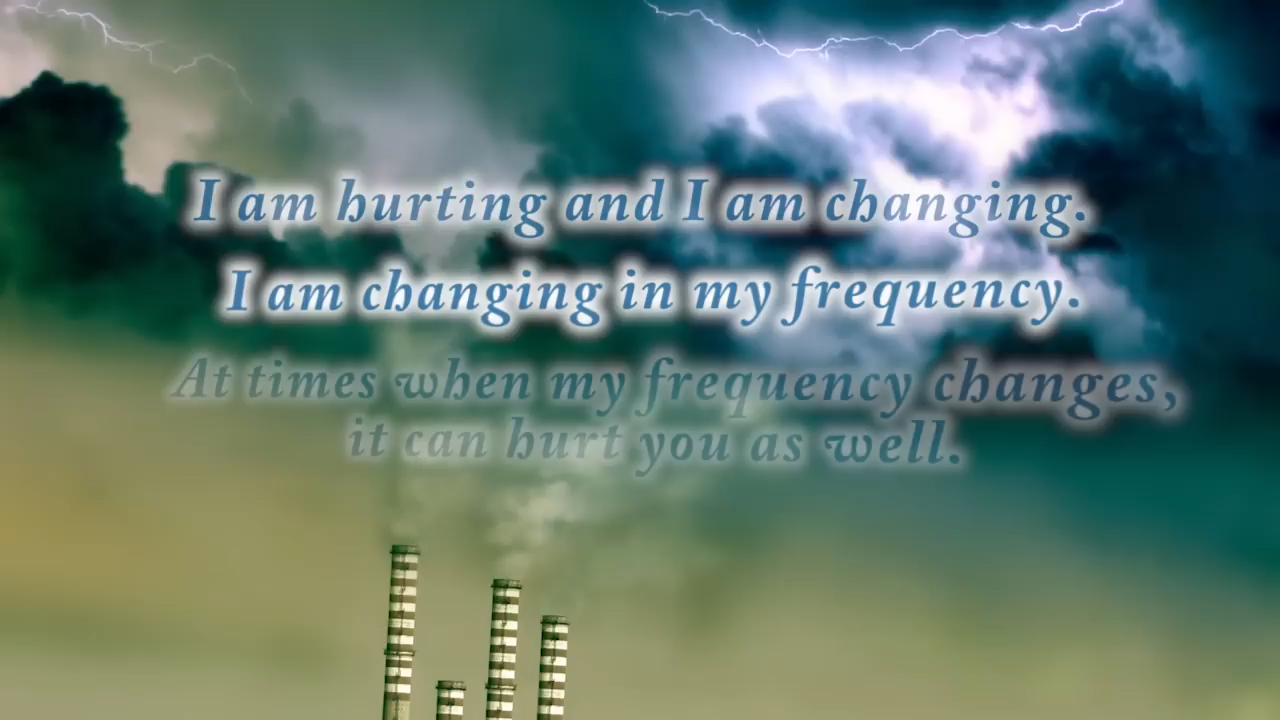 I am hurting and I am changing.
I am changing in my frequency.
At times when my frequency changes,
it can hurt you as well.